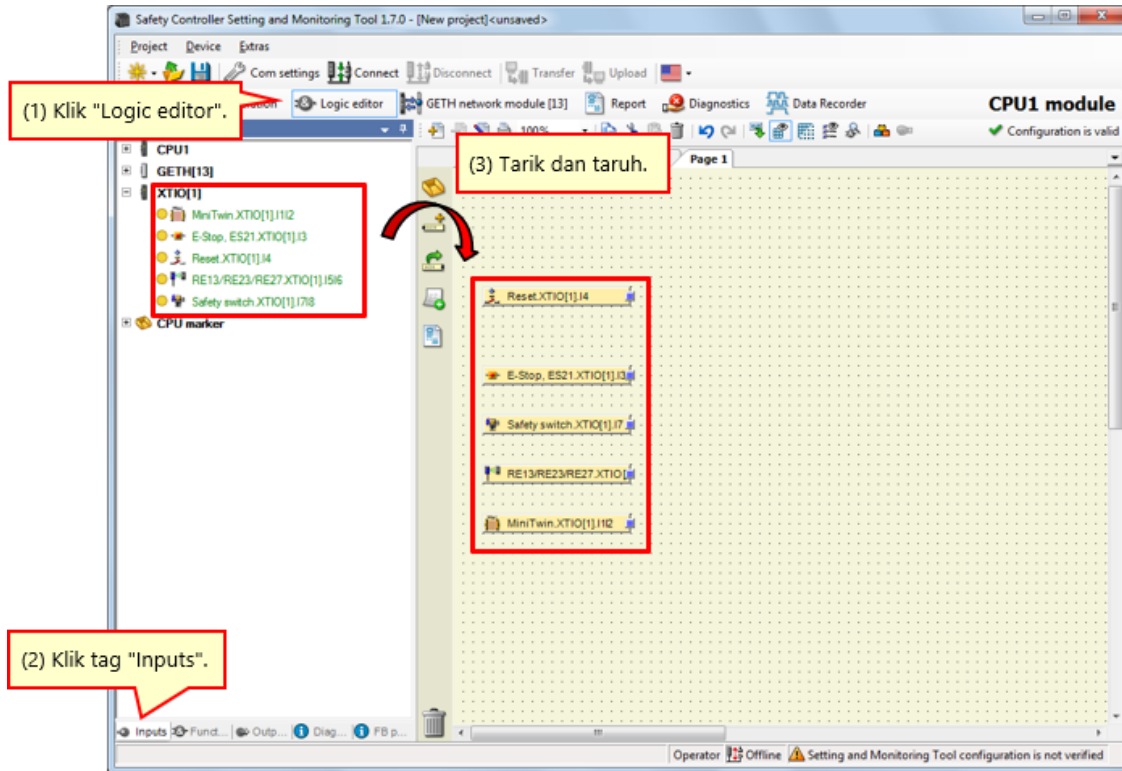 Safety Controller Setting and Monitoring Tool 1.7.0 - [New project]<unsaved>
Project Device Extras
Com settings Connect Disconnect Transfer Upload
(1) Klik "Logic editor".
Logic editor GETH network module [13] Report Diagnostics Data Recorder CPU1 module
100% Configuration is valid
(3) Tarik dan taruh.
Page 1
CPU1
GETH[13]
XTIO[1]
MiniTwin.XTIO[1].I1I2
E-Stop, ES21.XTIO[1].I3
Reset.XTIO[1].I4
RE13/RE23/RE27.XTIO[1].I5I6
Safety switch.XTIO[1].I7I8
CPU marker
Reset.XTIO[1].I4
E-Stop, ES21.XTIO[1].I3
Safety switch.XTIO[1].I7
RE13/RE23/RE27.XTIO[
MiniTwin.XTIO[1].I1I2
(2) Klik tag "Inputs".
Inputs Funct... Outp... Diag... FB p...
Operator Offline Setting and Monitoring Tool configuration is not verified